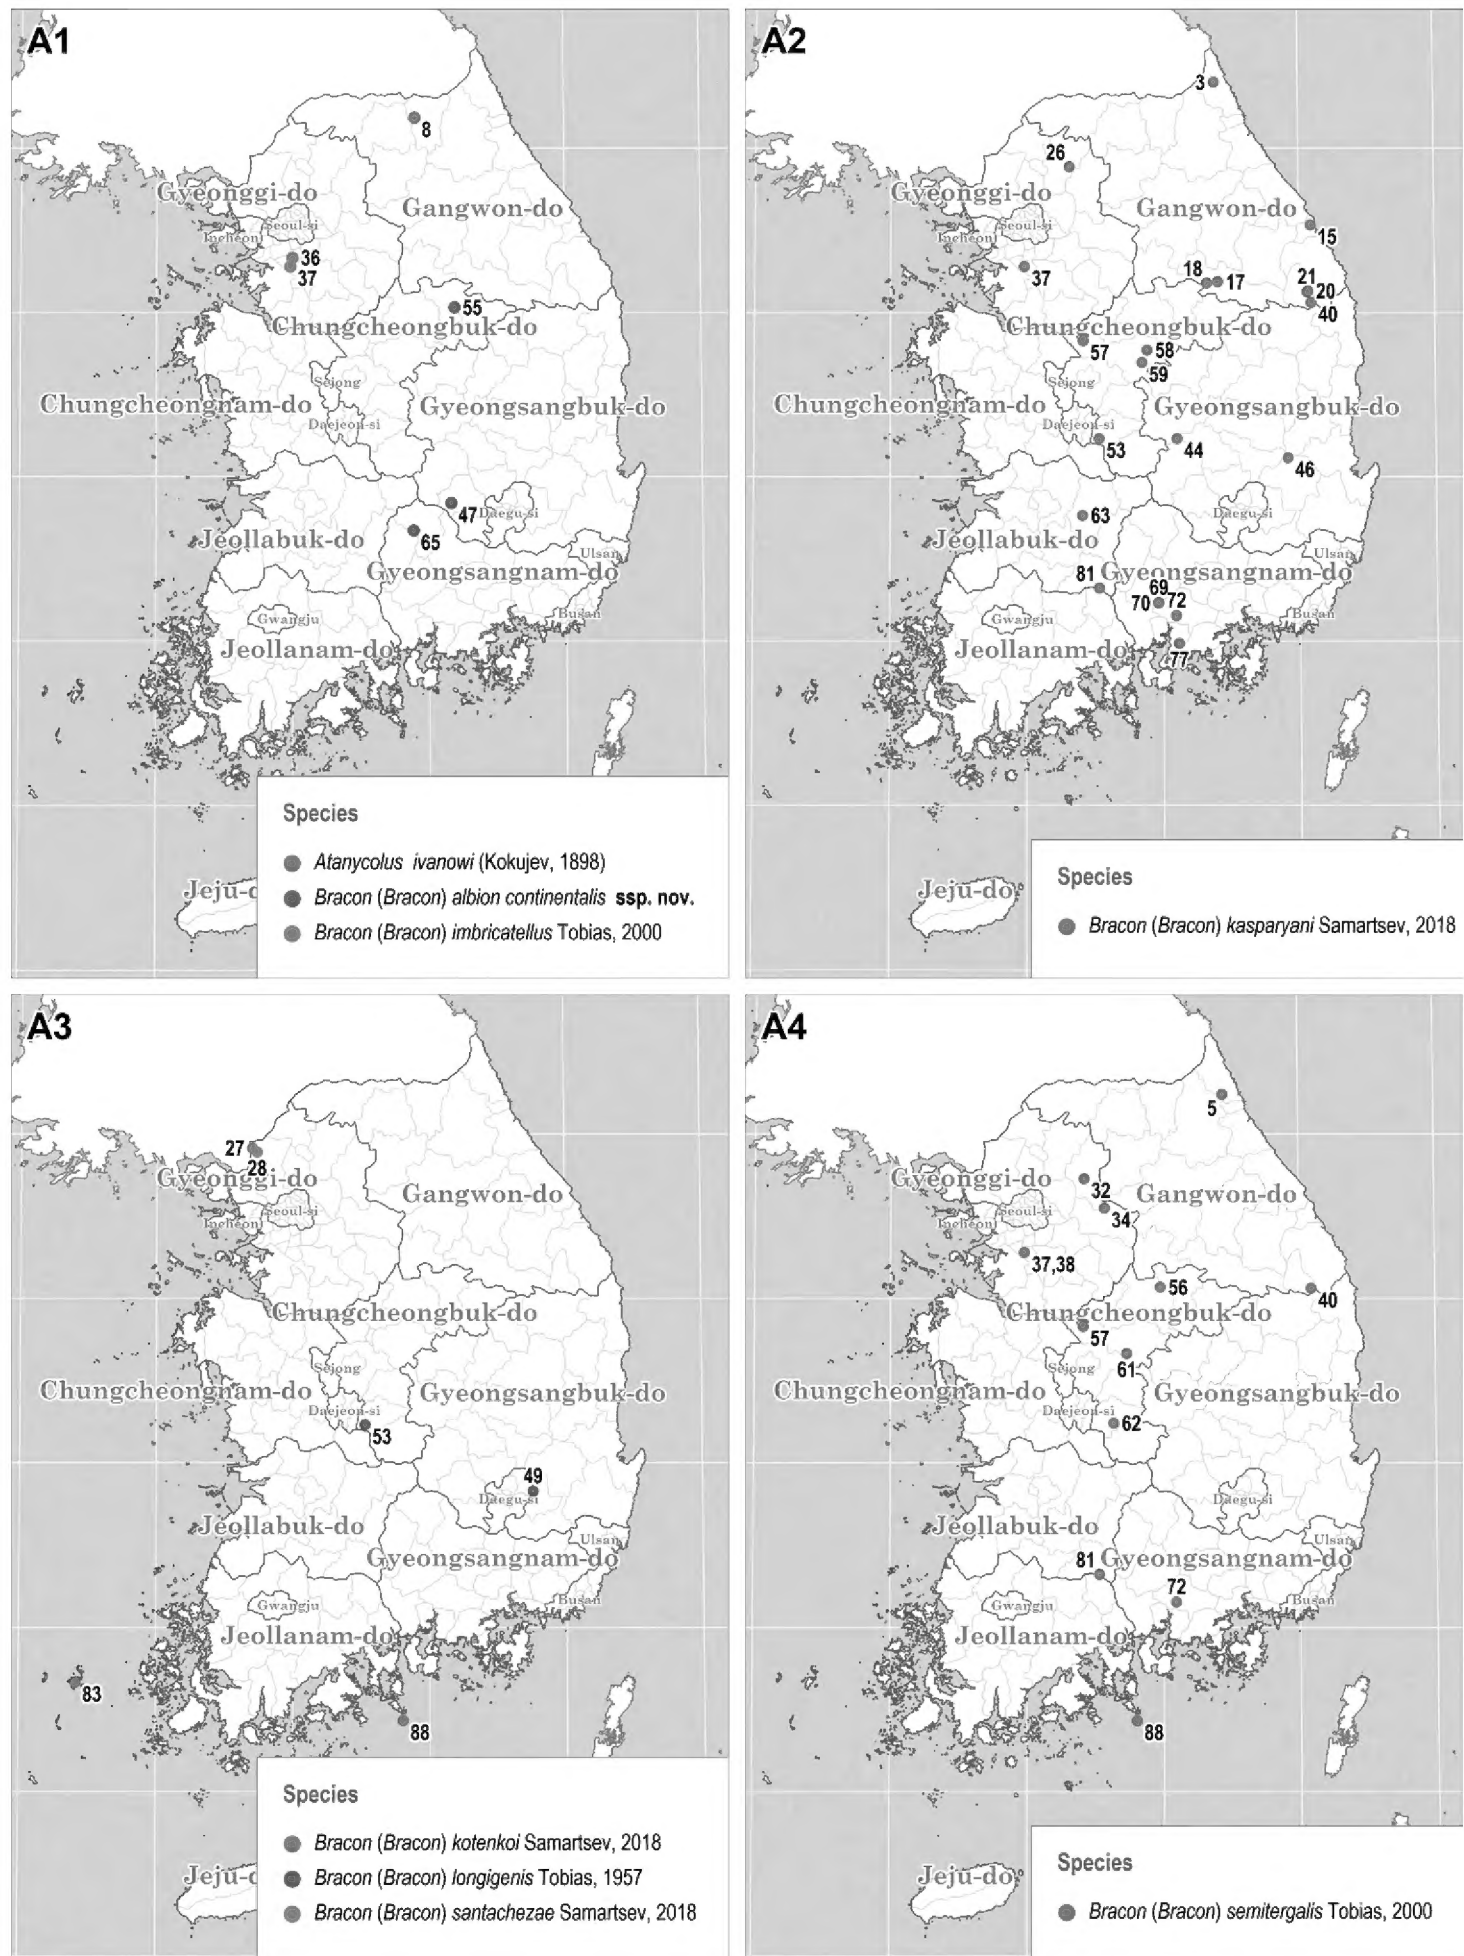 A1
8
Gyeonggi-do
Gangwon-do
Seoul-si
Incheon
36
37
55
Chungcheongbuk-do
Sejong
Chungcheongnam-do
Gyeongsangbuk-do
Daejeon-si
47
Daegu-si
65
Jeollabuk-do
Ulsan
Gyeongsangnam-do
Busan
Gwangju
Jeollanam-do
Jeju-d
Species
Atanycolus ivanowi (Kokujev, 1898)
Bracon (Bracon) albion continentalis ssp. nov.
Bracon (Bracon) imbricatellus Tobias, 2000
A2
3
26
Gyeonggi-do
Gangwon-do
Seoul-si
Incheon
15
37
18
17
21
20
40
Chungcheongbuk-do
57
58
59
Sejong
Chungcheongnam-do
Gyeongsangbuk-do
Daejeon-si
53
44
46
63
Daegu-si
Jeollabuk-do
Ulsan
81
Gyeongsangnam-do
69
70
72
Busan
Gwangju
Jeollanam-do
77
Jeju-do
Species
Bracon (Bracon) kasparyani Samartsev, 2018
A3
27
28
Gyeonggi-do
Gangwon-do
Seoul-si
Incheon
Chungcheongbuk-do
Sejong
Chungcheongnam-do
Gyeongsangbuk-do
Daejeon-si
53
49
Daegu-si
Jeollabuk-do
Ulsan
Gyeongsangnam-do
Busan
Gwangju
Jeollanam-do
83
88
Jeju-d
Species
Bracon (Bracon) kotenkoi Samartsev, 2018
Bracon (Bracon) longigenis Tobias, 1957
Bracon (Bracon) santachezae Samartsev, 2018
A4
5
Gyeonggi-do
32
Gangwon-do
34
Seoul-si
Incheon
37,38
56
40
Chungcheongbuk-do
57
61
Sejong
Chungcheongnam-do
Gyeongsangbuk-do
Daejeon-si
62
Daegu-si
Jeollabuk-do
Ulsan
81
Gyeongsangnam-do
72
Busan
Gwangju
Jeollanam-do
88
Jeju-do
Species
Bracon (Bracon) semitergalis Tobias, 2000